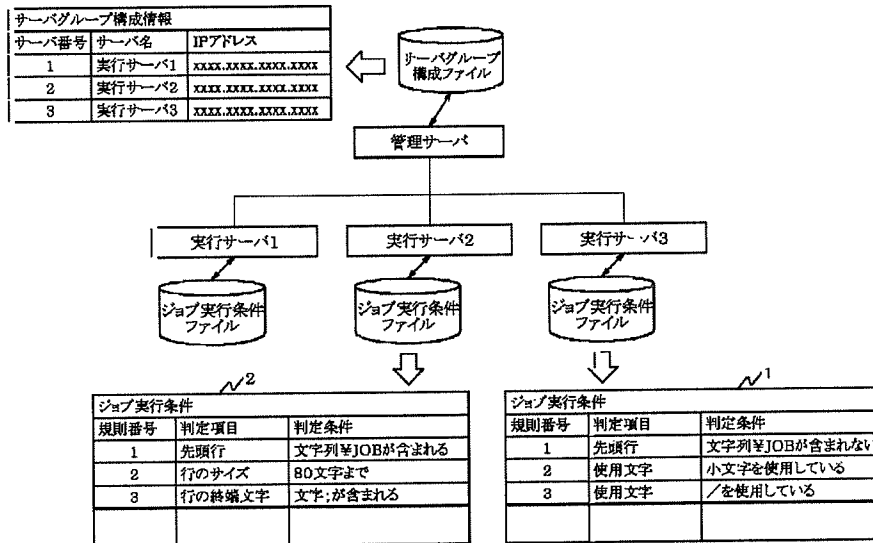 サーバグループ構成情報
サーバ番号 サーバ名 IPアドレス
1 実行サーバ1 xxxx.xxxx.xxxx.xxxx
2 実行サーバ2 xxxx.xxxx.xxxx.xxxx
3 実行サーバ3 xxxx.xxxx.xxxx.xxxx
サーバグループ
構成ファイル
管理サーバ
実行サーバ1
実行サーバ2
実行サーバ3
ジョブ実行条件
ファイル
ジョブ実行条件
ファイル
ジョブ実行条件
ファイル
2
ジョブ実行条件
規則番号 判定項目 判定条件
1 先頭行 文字列¥JOBが含まれる
2 行のサイズ 80文字まで
3 行の終端文字 文字;が含まれる
1
ジョブ実行条件
規則番号 判定項目 判定条件
1 先頭行 文字列¥JOBが含まれない
2 使用文字 小文字を使用している
3 使用文字 /を使用している